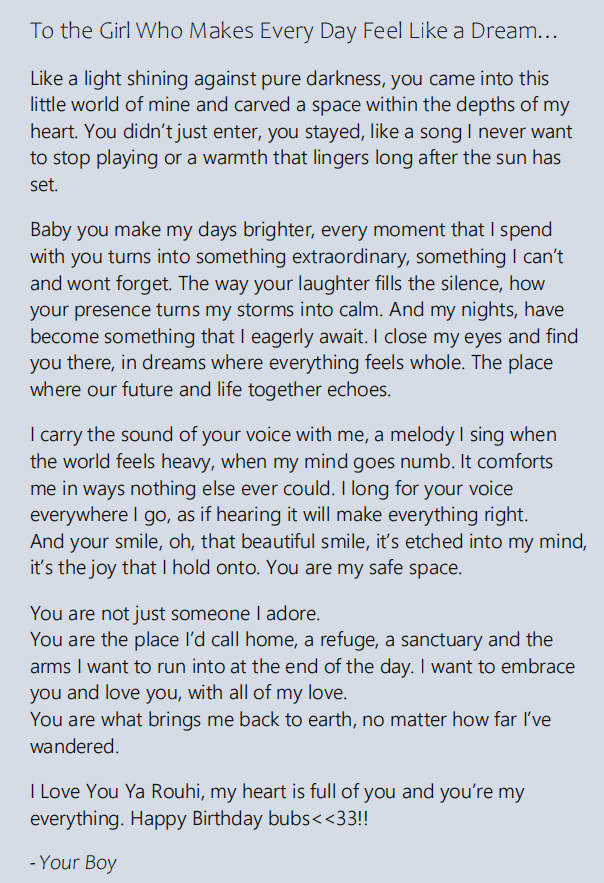 To the Girl Who Makes Every Day Feel Like a Dream…
Like a light shining against pure darkness, you came into this
little world of mine and carved a space within the depths of my
heart. You didn’t just enter, you stayed, like a song I never want
to stop playing or a warmth that lingers long after the sun has
set.
Baby you make my days brighter, every moment that I spend
with you turns into something extraordinary, something I can’t
and wont forget. The way your laughter fills the silence, how
your presence turns my storms into calm. And my nights, have
become something that I eagerly await. I close my eyes and find
you there, in dreams where everything feels whole. The place
where our future and life together echoes.
I carry the sound of your voice with me, a melody I sing when
the world feels heavy, when my mind goes numb. It comforts
me in ways nothing else ever could. I long for your voice
everywhere I go, as if hearing it will make everything right.
And your smile, oh, that beautiful smile, it’s etched into my mind,
it’s the joy that I hold onto. You are my safe space.
You are not just someone I adore.
You are the place I’d call home, a refuge, a sanctuary and the
arms I want to run into at the end of the day. I want to embrace
you and love you, with all of my love.
You are what brings me back to earth, no matter how far I’ve
wandered.
I Love You Ya Rouhi, my heart is full of you and you’re my
everything. Happy Birthday bubs<<33!!
- Your Boy